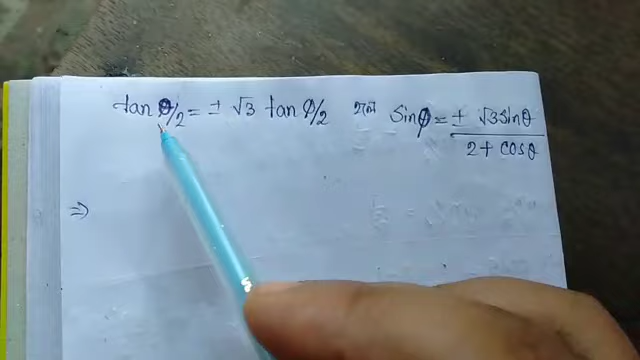 tan θ/2 = ± √3 tan φ/2 হলে sinφ = ± √3sinθ / 2 + cosθ
⇒